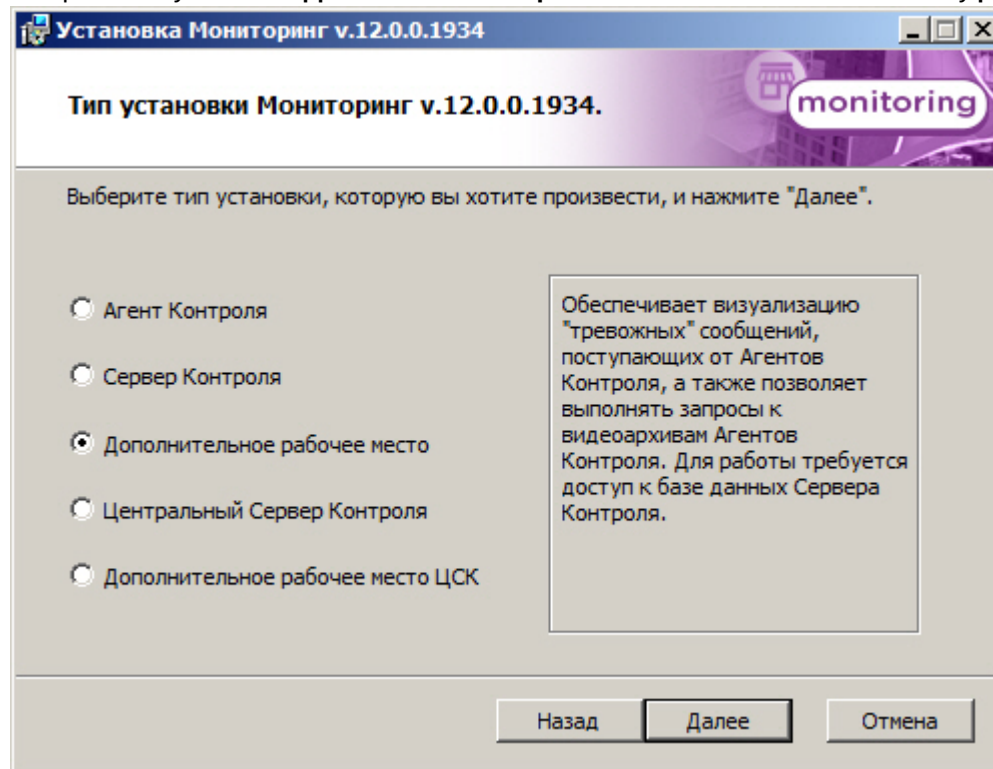 Установка Мониторинг v.12.0.0.1934
Тип установки Мониторинг v.12.0.0.1934.
monitoring
Выберите тип установки, которую вы хотите произвести, и нажмите "Далее".
Агент Контроля
Сервер Контроля
Дополнительное рабочее место
Центральный Сервер Контроля
Дополнительное рабочее место ЦСК
Обеспечивает визуализацию
"тревожных" сообщений,
поступающих от Агентов
Контроля, а также позволяет
выполнять запросы к
видеоархивам Агентов
Контроля. Для работы требуется
доступ к базе данных Сервера
Контроля.
Назад
Далее
Отмена